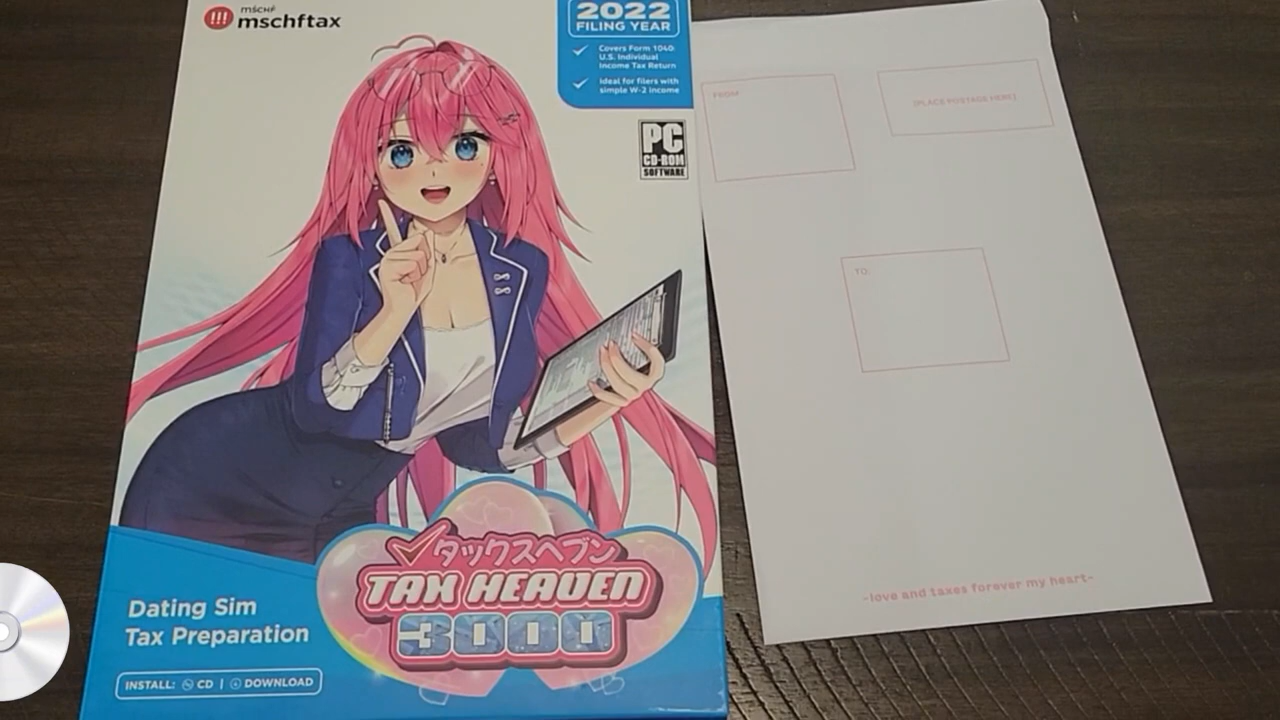 !!!
MSCHF
mschftax
2022
FILING YEAR
Covers Form 1040:
U.S. Individual
Income Tax Return
Ideal for filers with
simple W-2 income
PC
CD-ROM
SOFTWARE
タックスヘブン
TAX HEAVEN
3000
Dating Sim
Tax Preparation
INSTALL: CD | DOWNLOAD
FROM
[PLACE POSTAGE HERE]
TO:
-love and taxes forever my heart-